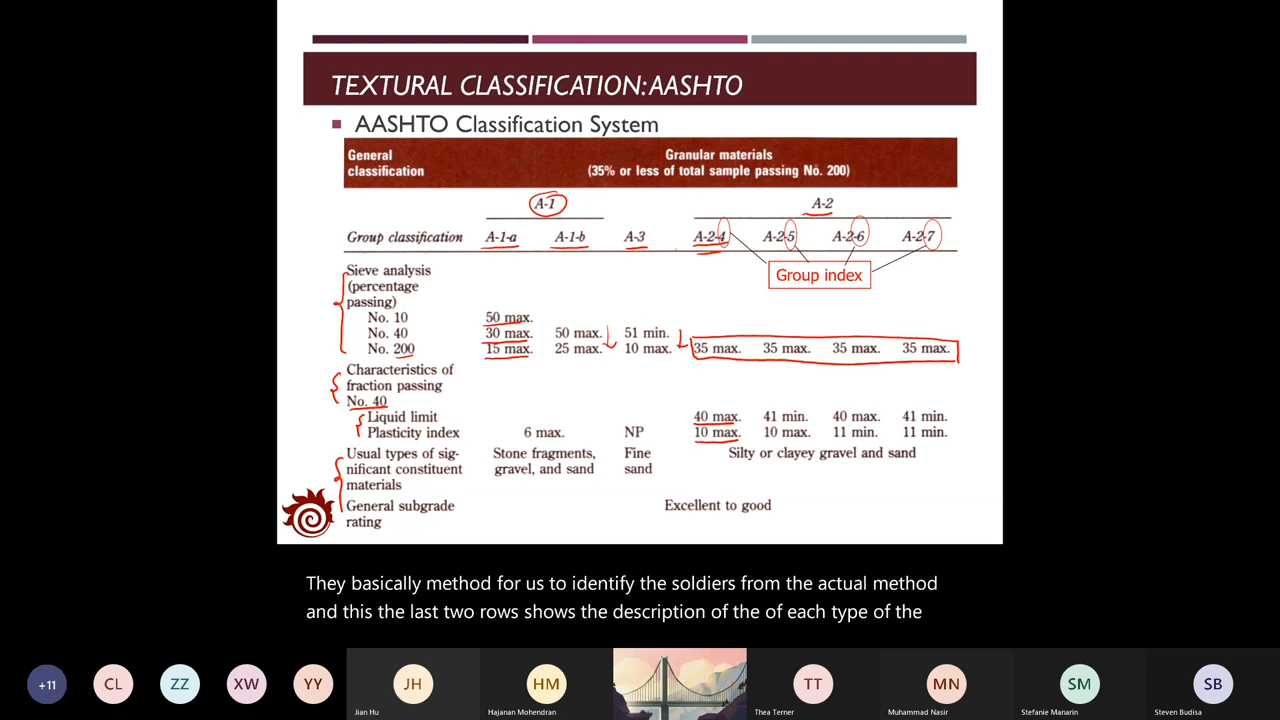 TEXTURAL CLASSIFICATION: AASHTO
AASHTO Classification System
General classification
Granular materials
(35% or less of total sample passing No. 200)
A-1
A-2
Group classification A-1-a A-1-b A-3 A-2-4 A-2-5 A-2-6 A-2-7
Group index
Sieve analysis
(percentage
passing)
No. 10 50 max.
No. 40 30 max. 50 max. 51 min.
No. 200 15 max. 25 max. 10 max. 35 max. 35 max. 35 max. 35 max.
Characteristics of
fraction passing
No. 40
Liquid limit 40 max. 41 min. 40 max. 41 min.
Plasticity index 6 max. NP 10 max. 10 max. 11 min. 11 min.
Usual types of sig- Stone fragments, Fine Silty or clayey gravel and sand
nificant constituent gravel, and sand sand
materials
General subgrade Excellent to good
rating
They basically method for us to identify the soldiers from the actual method
and this the last two rows shows the description of the of each type of the
+11 CL ZZ XW YY JH HM TT MN SM SB
Jian Hu Hajanan Mohendran Thea Terner Muhammad Nasir Stefanie Manarin Steven Budisa